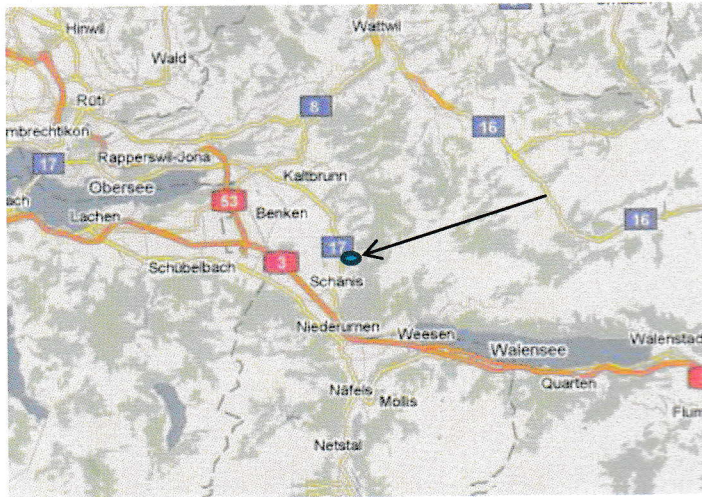 Hinwil
Wattwil
Wald
Rüti
8
mbrechtikon
16
17
Rapperswil-Jona
Kaltbrunn
Obersee
53
ach
Lachen
Benken
16
17
3
Schübelbach
Schänis
Niederurnen
Weesen
Walensee
Walenstad
Quarten
Näfels
Mollis
Flum
Netstal